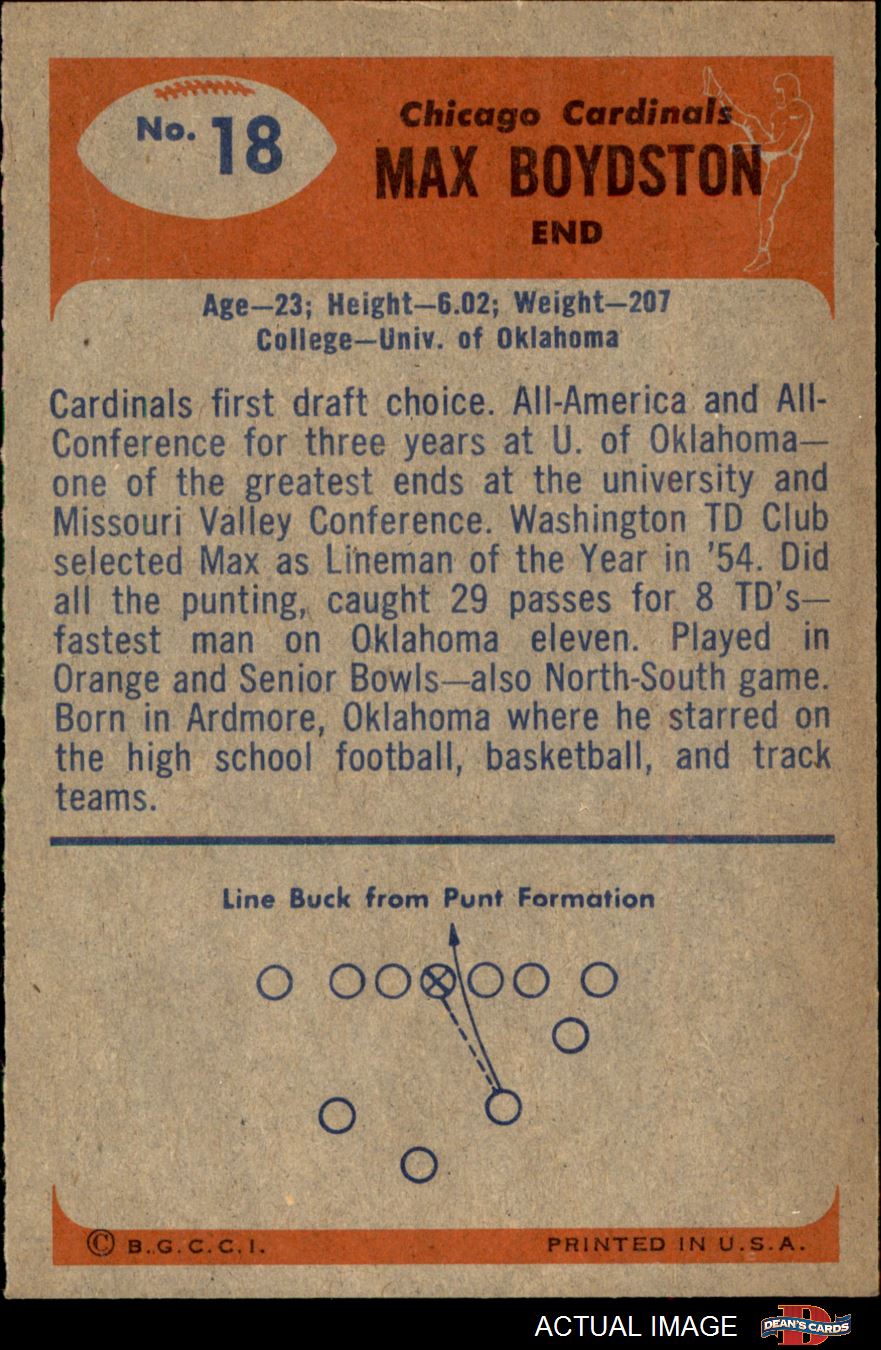 No. 18
Chicago Cardinals
MAX BOYDSTON
END
Age—23; Height—6.02; Weight—207
College—Univ. of Oklahoma
Cardinals first draft choice. All-America and All-
Conference for three years at U. of Oklahoma—
one of the greatest ends at the university and
Missouri Valley Conference. Washington TD Club
selected Max as Lineman of the Year in '54. Did
all the punting, caught 29 passes for 8 TD's—
fastest man on Oklahoma eleven. Played in
Orange and Senior Bowls—also North-South game.
Born in Ardmore, Oklahoma where he starred on
the high school football, basketball, and track
teams.
Line Buck from Punt Formation
© B.G.C.C.I.
PRINTED IN U.S.A.
ACTUAL IMAGE
D
DEAN'S CARDS